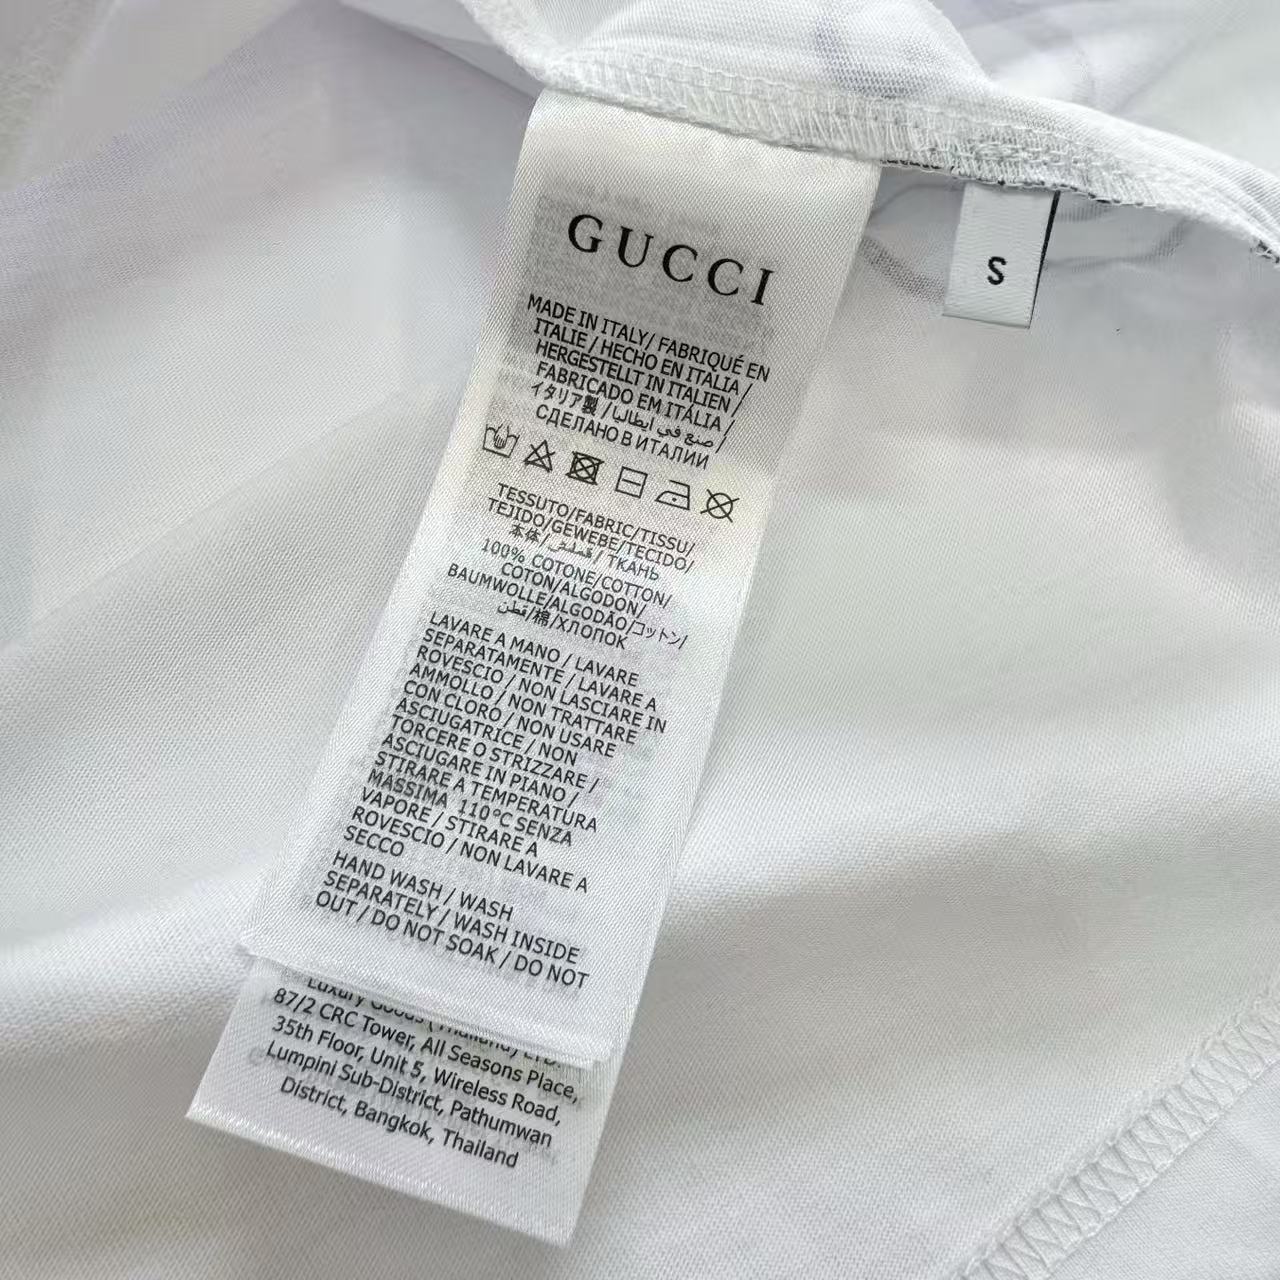 GUCCI
S
MADE IN ITALY/ FABRIQUÉ EN
ITALIE / HECHO EN ITALIA /
HERGESTELLT IN ITALIEN /
FABRICADO EM ITÁLIA /
イタリア製 / صنع في ايطاليا /
СДЕЛАНО В ИТАЛИИ
TESSUTO/FABRIC/TISSU/
TEJIDO/GEWEBE/TECIDO/
本体/قماش/ ТКАНЬ
100% COTONE/COTTON/
COTON/ALGODON/
BAUMWOLLE/ALGODÃO/コットン/
قطن/棉/ХЛОПОК
LAVARE A MANO / LAVARE
SEPARATAMENTE / LAVARE A
ROVESCIO / NON LASCIARE IN
AMMOLLO / NON TRATTARE
CON CLORO / NON USARE
ASCIUGATRICE / NON
TORCERE O STRIZZARE /
ASCIUGARE IN PIANO /
STIRARE A TEMPERATURA
MASSIMA 110°C SENZA
VAPORE / STIRARE A
ROVESCIO / NON LAVARE A
SECCO
HAND WASH / WASH
SEPARATELY / WASH INSIDE
OUT / DO NOT SOAK / DO NOT
Luxury Goods (Thailand) LTD.
87/2 CRC Tower, All Seasons Place,
35th Floor, Unit 5, Wireless Road,
Lumpini Sub-District, Pathumwan
District, Bangkok, Thailand